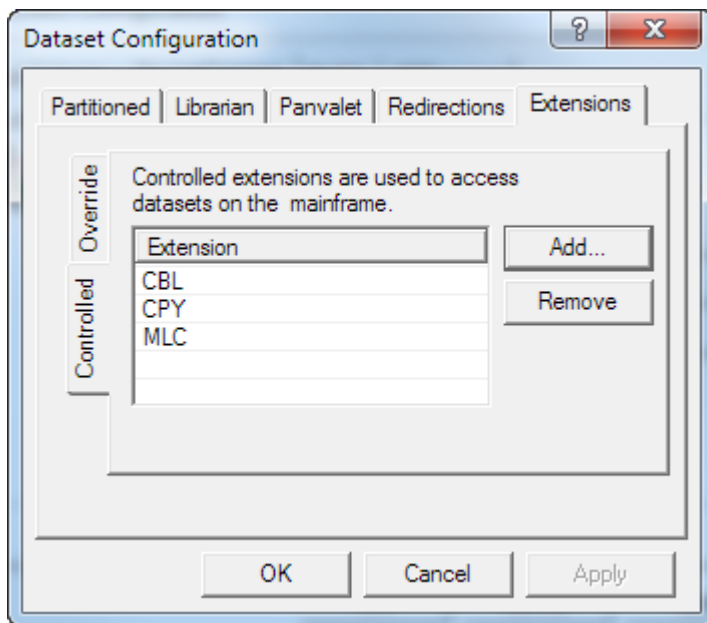 Dataset Configuration
?
Partitioned Librarian Panvalet Redirections Extensions
Override
Controlled
Controlled extensions are used to access
datasets on the mainframe.
Extension
CBL
CPY
MLC
Add...
Remove
OK Cancel Apply